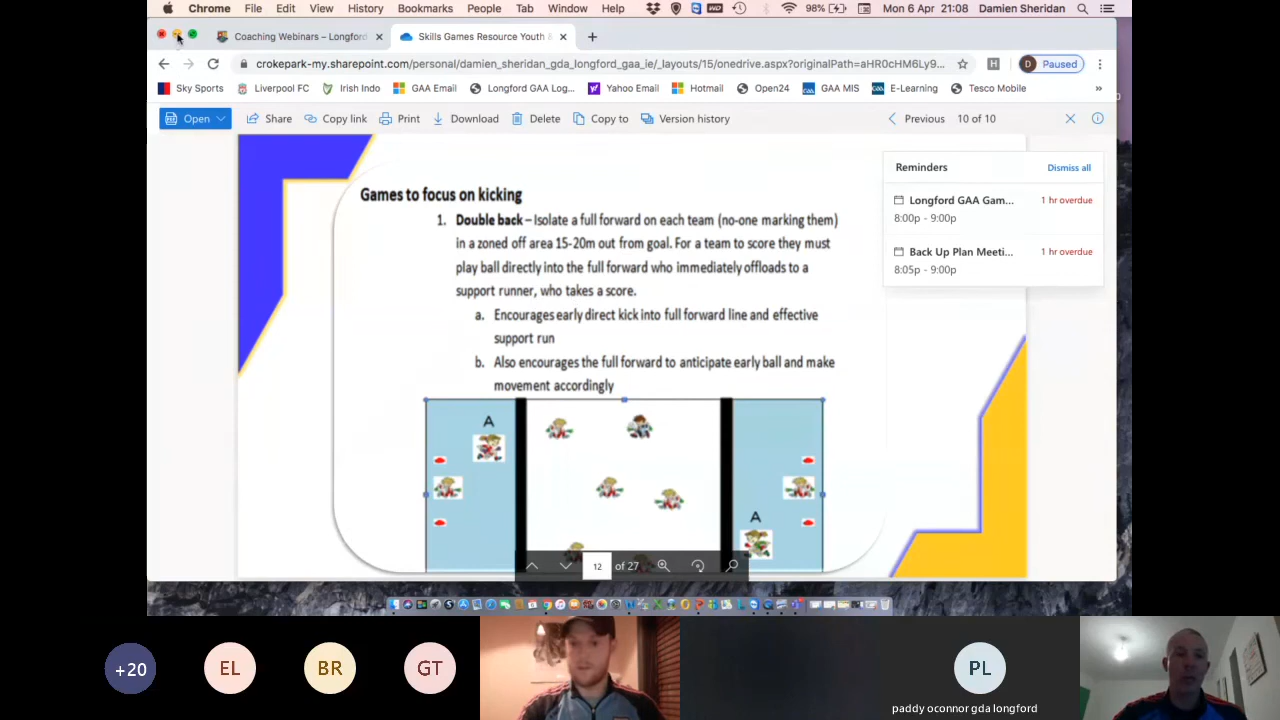 Chrome File Edit View History Bookmarks People Tab Window Help 98% Mon 6 Apr 21:08 Damien Sheridan
Coaching Webinars – Longford Skills Games Resource Youth &
crokepark-my.sharepoint.com/personal/damien_sheridan_gda_longford_gaa_ie/_layouts/15/onedrive.aspx?originalPath=aHR0cHM6Ly9... H D Paused
Sky Sports Liverpool FC Irish Indo GAA Email Longford GAA Log... Yahoo Email Hotmail Open24 GAA MIS E-Learning Tesco Mobile »
Open Share Copy link Print Download Delete Copy to Version history Previous 10 of 10
Reminders Dismiss all
Longford GAA Gam... 1 hr overdue
8:00p - 9:00p
Back Up Plan Meeti... 1 hr overdue
8:05p - 9:00p
Games to focus on kicking
1. Double back – Isolate a full forward on each team (no-one marking them)
in a zoned off area 15-20m out from goal. For a team to score they must
play ball directly into the full forward who immediately offloads to a
support runner, who takes a score.
a. Encourages early direct kick into full forward line and effective
support run
b. Also encourages the full forward to anticipate early ball and make
movement accordingly
A
A
12 of 27
+20 EL BR GT PL
paddy oconnor gda longford